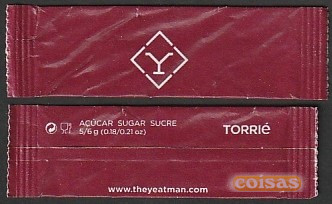 Y
AÇÚCAR SUGAR SUCRE
5/6 g (0.18/0.21 oz)
TORRIÉ
www.theyeatman.com
coisas